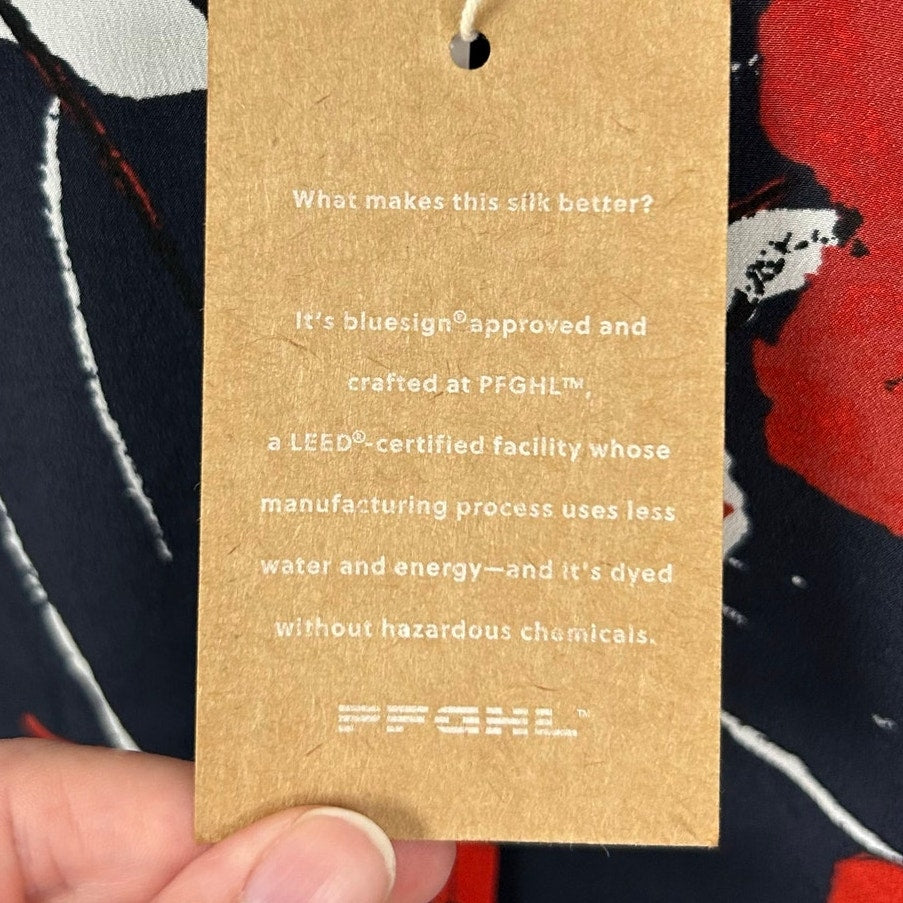 What makes this silk better?
It's bluesign®approved and
crafted at PFGHL™,
a LEED®-certified facility whose
manufacturing process uses less
water and energy—and it's dyed
without hazardous chemicals.
PFGHL™